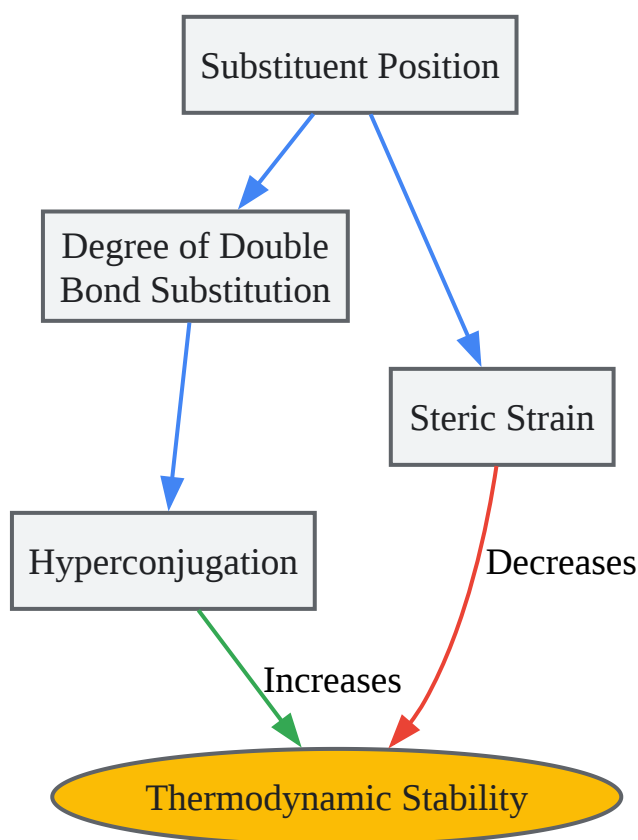 Substituent Position
Degree of Double
Bond Substitution
Steric Strain
Hyperconjugation
Decreases
Increases
Thermodynamic Stability